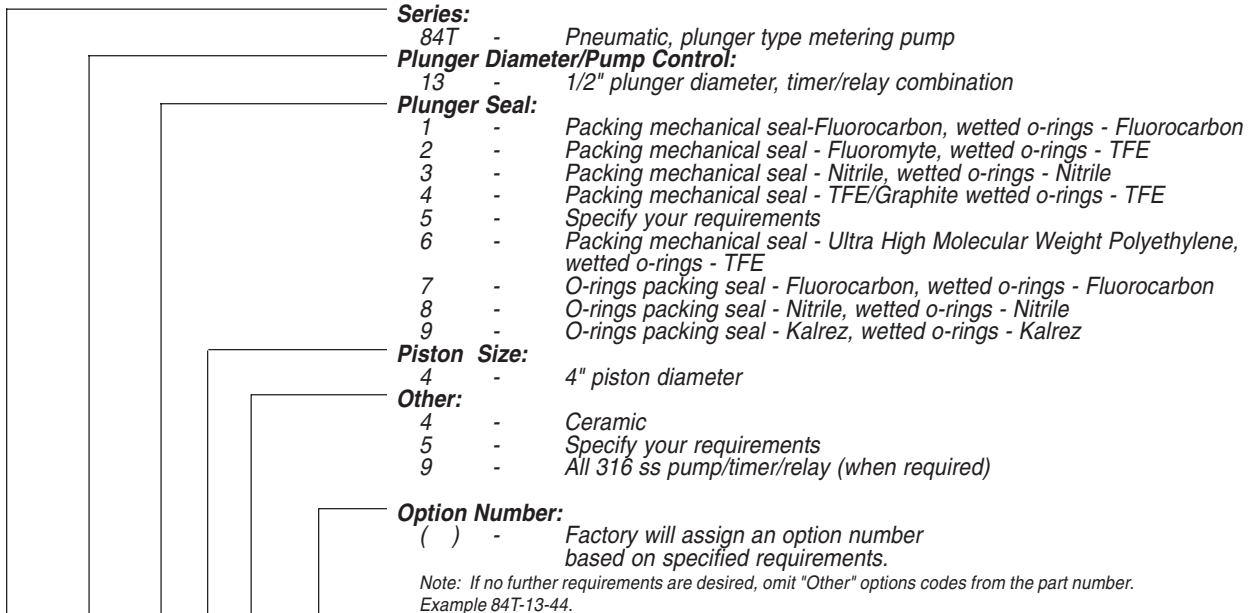 Series:
84T - Pneumatic, plunger type metering pump
Plunger Diameter/Pump Control:
13 - 1/2" plunger diameter, timer/relay combination
Plunger Seal:
1 - Packing mechanical seal-Fluorocarbon, wetted o-rings - Fluorocarbon
2 - Packing mechanical seal - Fluoromyte, wetted o-rings - TFE
3 - Packing mechanical seal - Nitrile, wetted o-rings - Nitrile
4 - Packing mechanical seal - TFE/Graphite wetted o-rings - TFE
5 - Specify your requirements
6 - Packing mechanical seal - Ultra High Molecular Weight Polyethylene,
wetted o-rings - TFE
7 - O-rings packing seal - Fluorocarbon, wetted o-rings - Fluorocarbon
8 - O-rings packing seal - Nitrile, wetted o-rings - Nitrile
9 - O-rings packing seal - Kalrez, wetted o-rings - Kalrez
Piston Size:
4 - 4" piston diameter
Other:
4 - Ceramic
5 - Specify your requirements
9 - All 316 ss pump/timer/relay (when required)
Option Number:
( ) - Factory will assign an option number
based on specified requirements.
Note: If no further requirements are desired, omit "Other" options codes from the part number.
Example 84T-13-44.